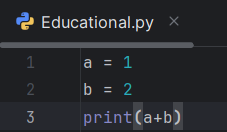 Educational.py
1 a = 1
2 b = 2
3 print(a+b)